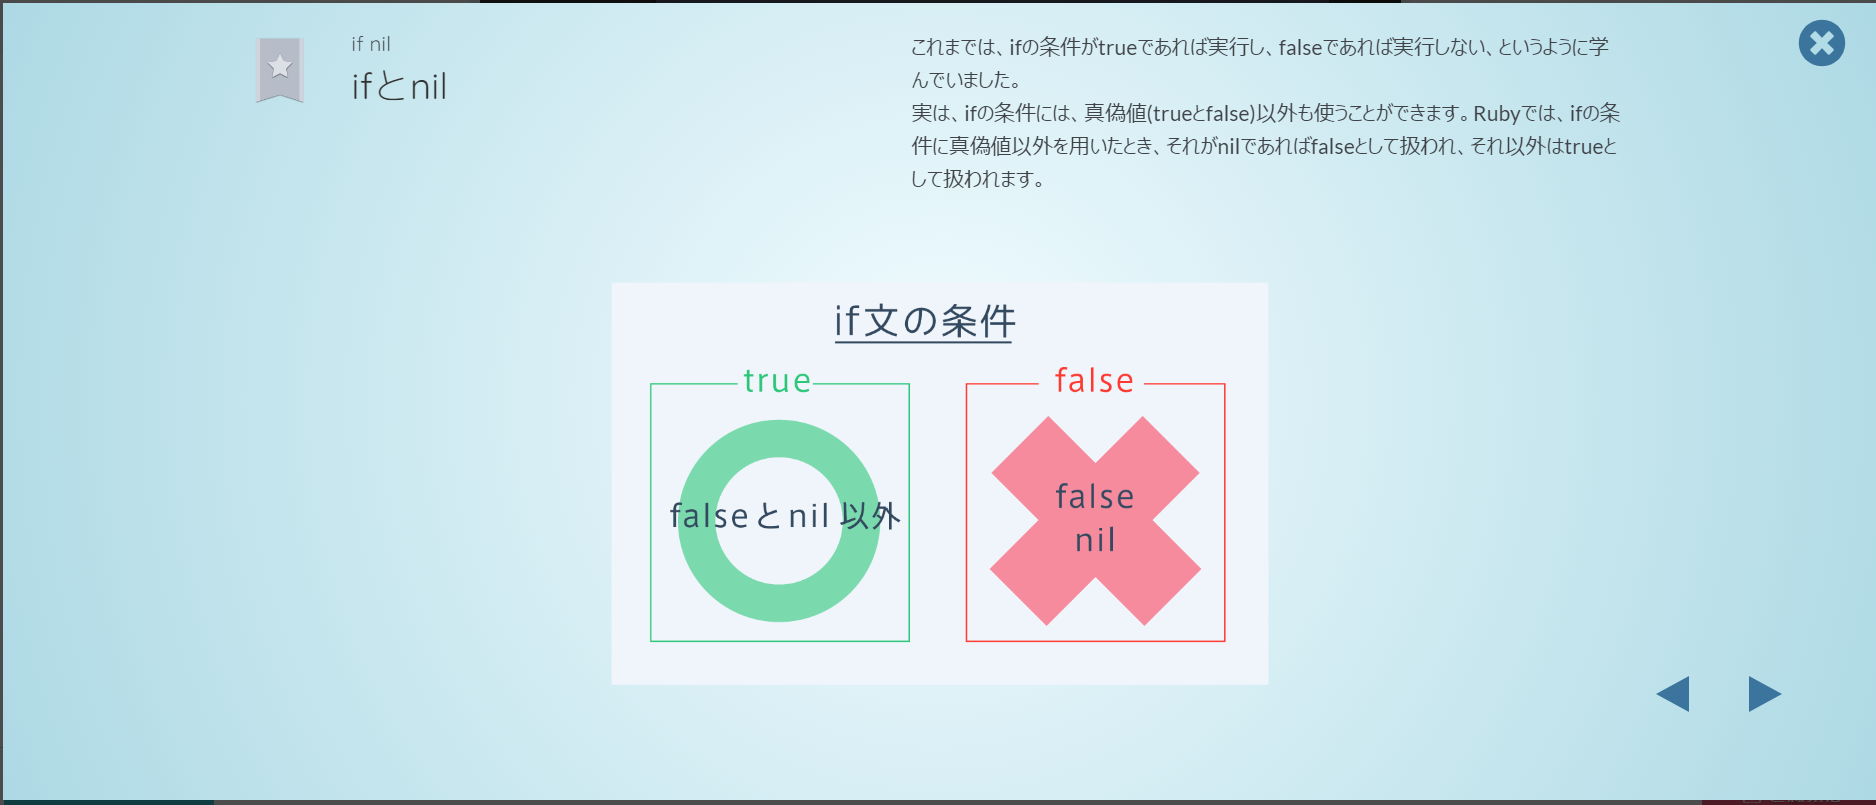 if nil
ifとnil
これまでは、ifの条件がtrueであれば実行し、falseであれば実行しない、というように学
んでいました。
実は、ifの条件には、真偽値(trueとfalse)以外も使うことができます。Rubyでは、ifの条
件に真偽値以外を用いたとき、それがnilであればfalseとして扱われ、それ以外はtrueと
して扱われます。
if文の条件
true
falseとnil以外
false
false
nil